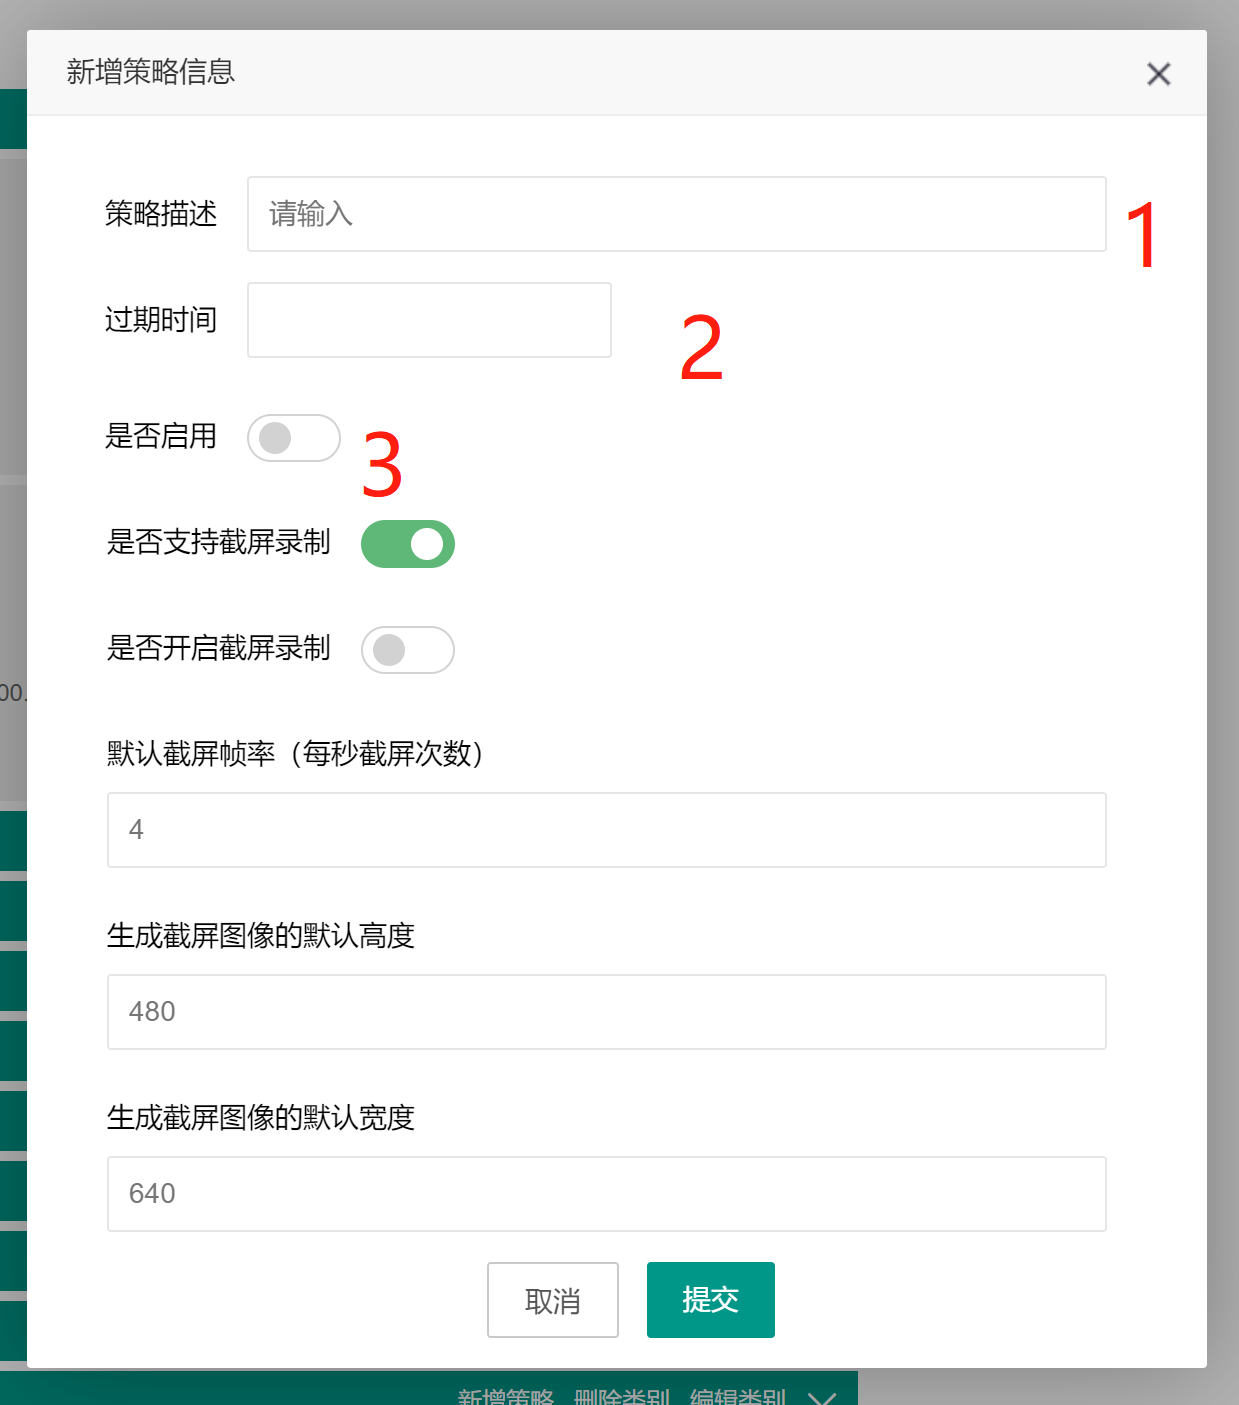 新增策略信息
策略描述 请输入 1
过期时间 2
是否启用 3
是否支持截屏录制
是否开启截屏录制
00.
默认截屏帧率（每秒截屏次数）
4
生成截屏图像的默认高度
480
生成截屏图像的默认宽度
640
取消 提交
新增策略 删除类别 编辑类别